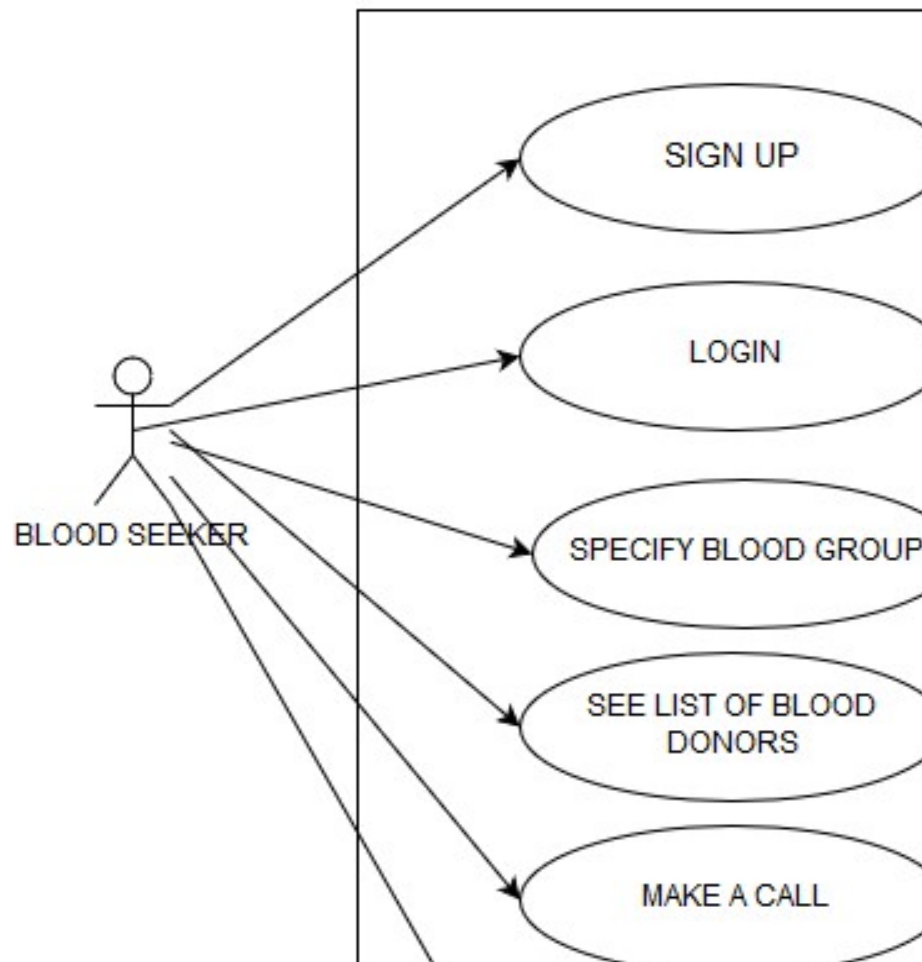 SIGN UP
LOGIN
BLOOD SEEKER
SPECIFY BLOOD GROUP
SEE LIST OF BLOOD
DONORS
MAKE A CALL